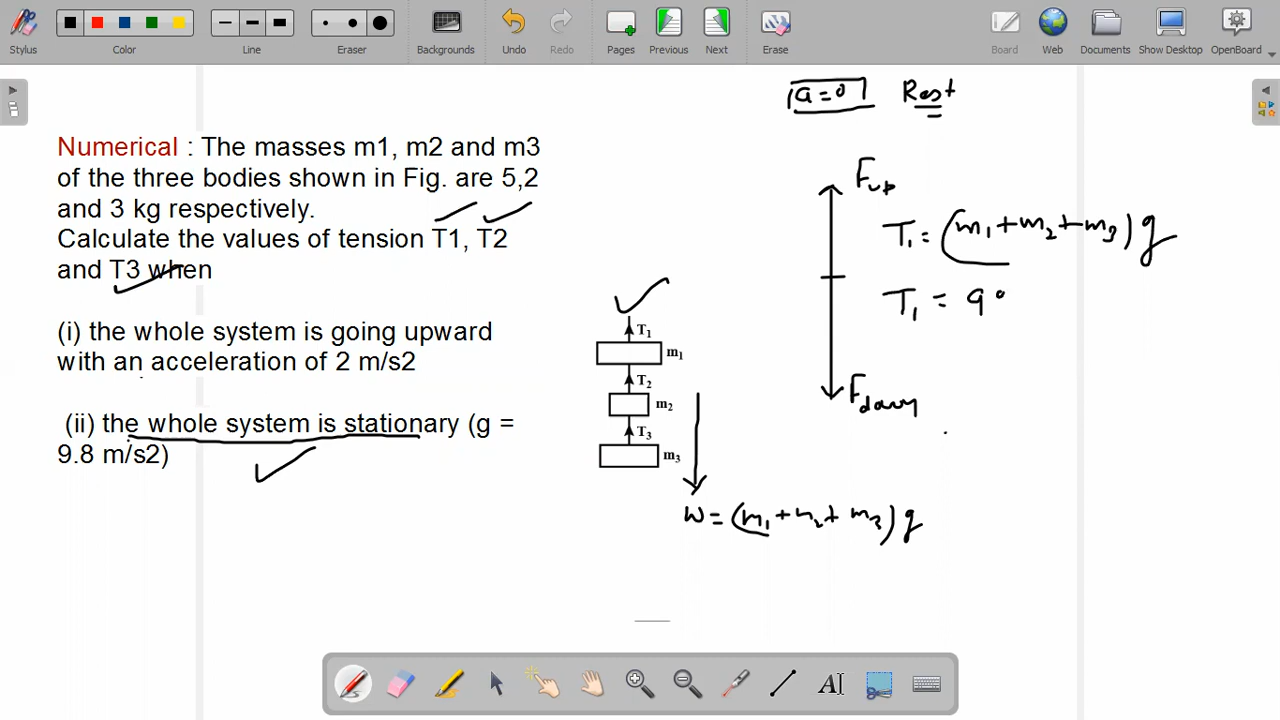 Stylus Color Line Eraser Backgrounds Undo Redo Pages Previous Next Erase Board Web Documents Show Desktop OpenBoard
a=0 Rest
Numerical : The masses m1, m2 and m3
of the three bodies shown in Fig. are 5,2
and 3 kg respectively.
Calculate the values of tension T1, T2
and T3 when
(i) the whole system is going upward
with an acceleration of 2 m/s2
(ii) the whole system is stationary (g =
9.8 m/s2)
T1
m1
T2
m2
T3
m3
W = (m1 + m2 + m3) g
Fup
T1 = (m1 + m2 + m3) g
T1 = 9
Fdown